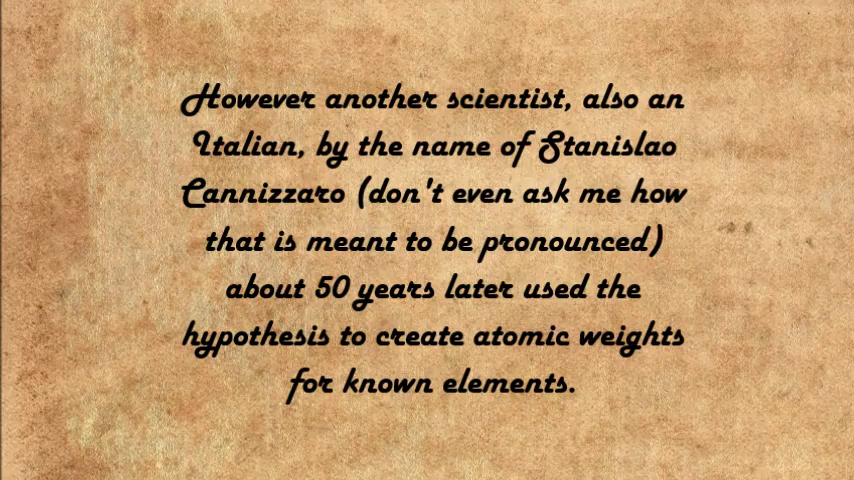 However another scientist, also an
Italian, by the name of Stanislao
Cannizzaro (don't even ask me how
that is meant to be pronounced)
about 50 years later used the
hypothesis to create atomic weights
for known elements.